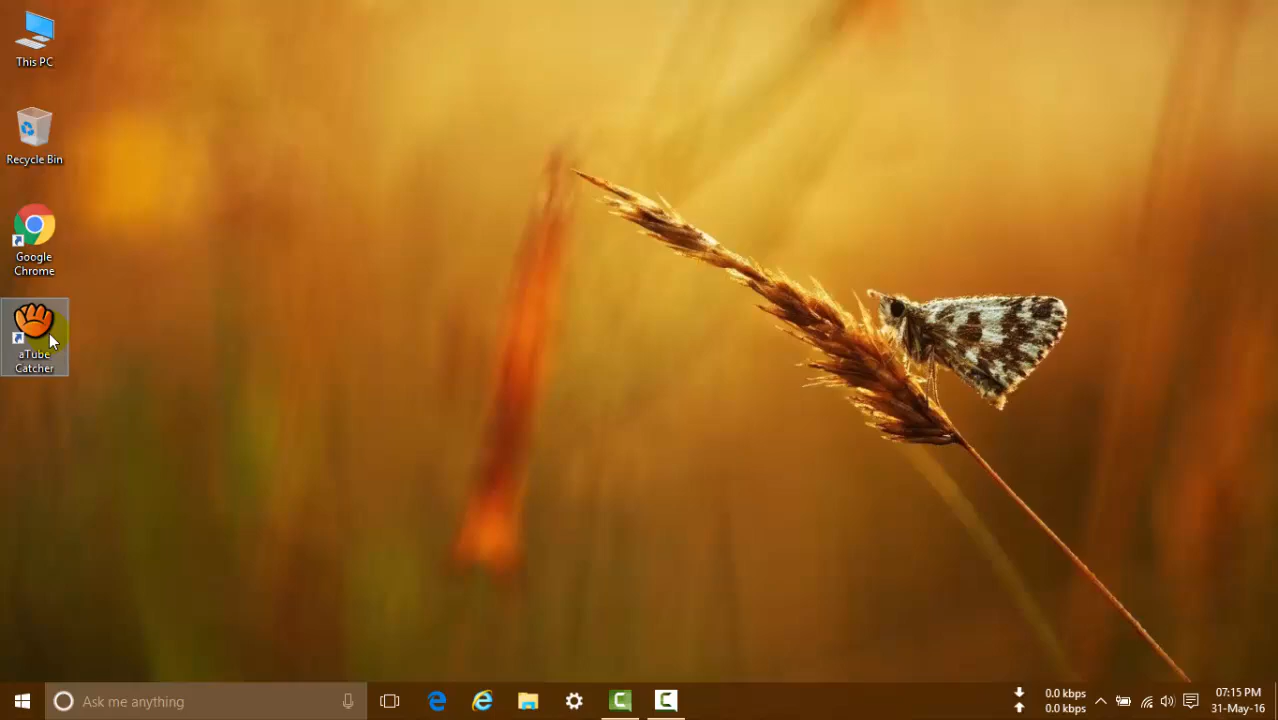 This PC
Recycle Bin
Google
Chrome
aTube
Catcher
Ask me anything
0.0 kbps
0.0 kbps
07:15 PM
31-May-16